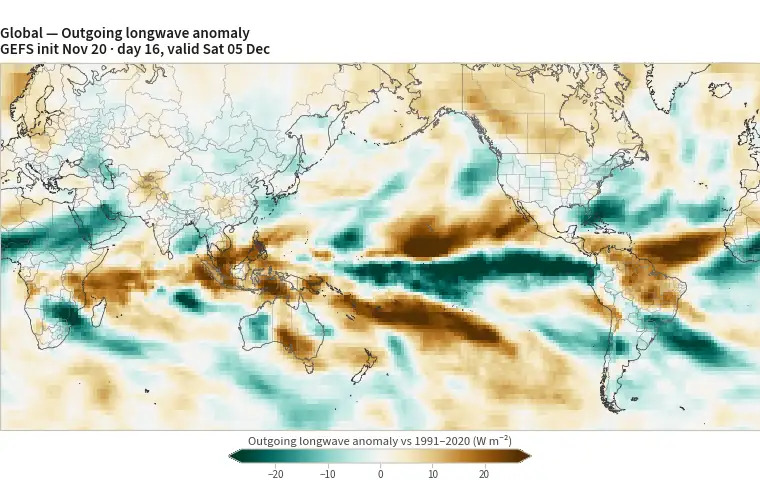 Global — Outgoing longwave anomaly
GEFS init Nov 20 · day 16, valid Sat 05 Dec
Outgoing longwave anomaly vs 1991–2020 (W m⁻²)
−20 −10 0 10 20